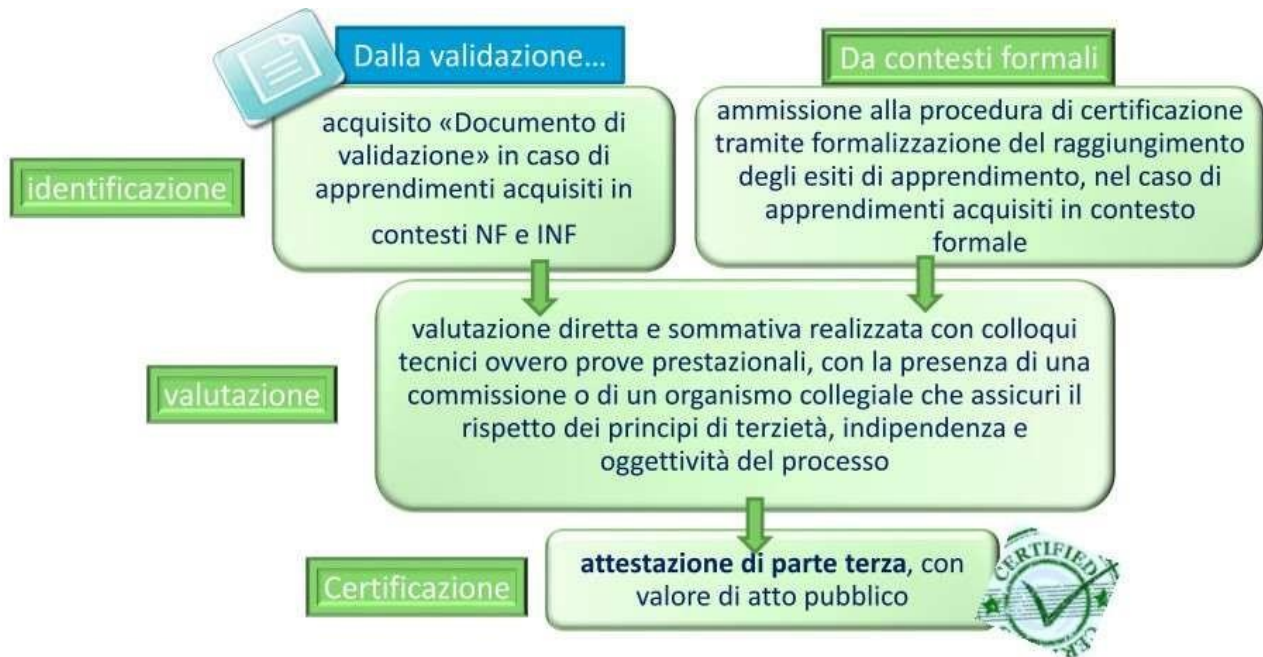 Dalla validazione...
Da contesti formali
identificazione
acquisito «Documento di
validazione» in caso di
apprendimenti acquisiti in
contesti NF e INF
ammissione alla procedura di certificazione
tramite formalizzazione del raggiungimento
degli esiti di apprendimento, nel caso di
apprendimenti acquisiti in contesto
formale
valutazione
valutazione diretta e sommativa realizzata con colloqui
tecnici ovvero prove prestazionali, con la presenza di una
commissione o di un organismo collegiale che assicuri il
rispetto dei principi di terzietà, indipendenza e
oggettività del processo
Certificazione
attestazione di parte terza, con
valore di atto pubblico
CERTIFIED
CER